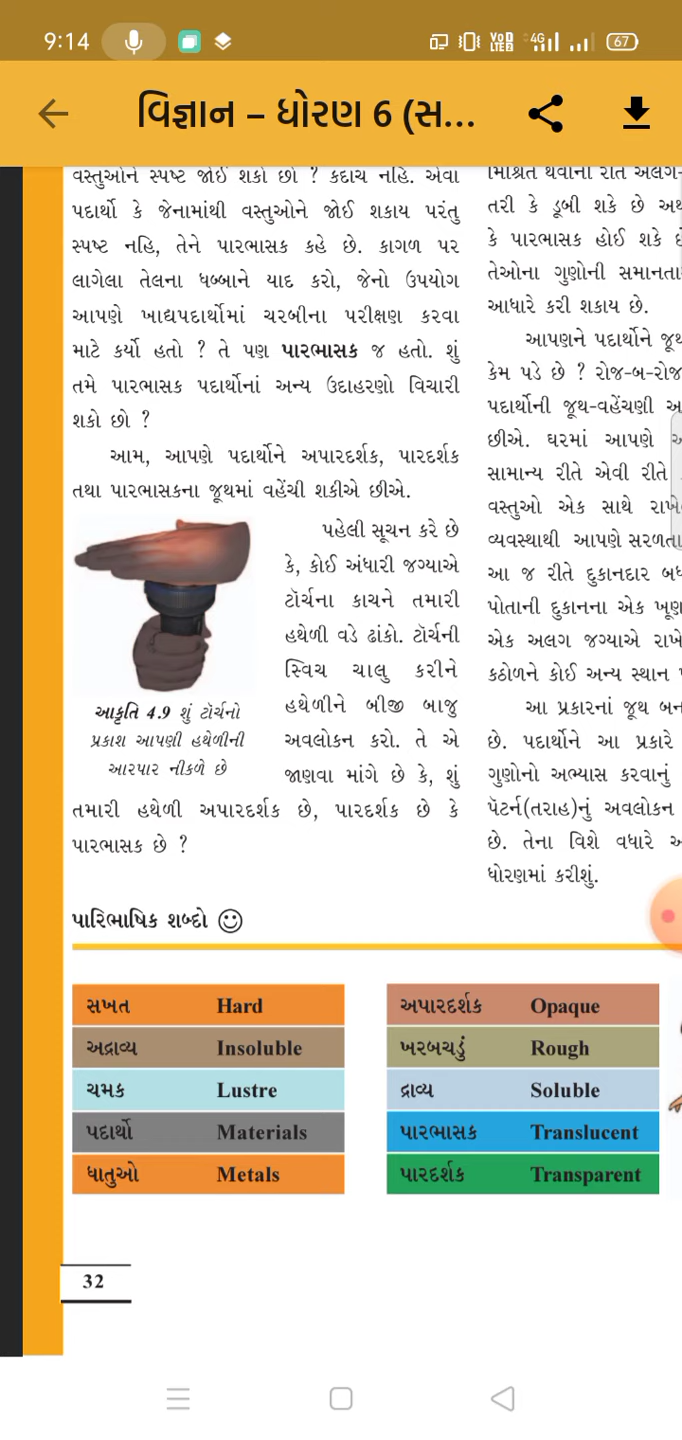 9:14
VoD LTE 4G 67
વિજ્ઞાન – ધોરણ 6 (સ...
વસ્તુઓને સ્પષ્ટ જોઈ શકો છો ? કદાચ નહિ. એવા
પદાર્થો કે જેનામાંથી વસ્તુઓને જોઈ શકાય પરંતુ
સ્પષ્ટ નહિ, તેને પારભાસક કહે છે. કાગળ પર
લાગેલા તેલના ધબ્બાને યાદ કરો, જેનો ઉપયોગ
આપણે ખાદ્યપદાર્થોમાં ચરબીના પરીક્ષણ કરવા
માટે કર્યો હતો ? તે પણ પારભાસક જ હતો. શું
તમે પારભાસક પદાર્થોનાં અન્ય ઉદાહરણો વિચારી
શકો છો ?
આમ, આપણે પદાર્થોને અપારદર્શક, પારદર્શક
તથા પારભાસકના જૂથમાં વહેંચી શકીએ છીએ.
પહેલી સૂચન કરે છે
કે, કોઈ અંધારી જગ્યાએ
ટૉર્ચના કાચને તમારી
હથેળી વડે ઢાંકો. ટૉર્ચની
સ્વિચ ચાલુ કરીને
હથેળીને બીજી બાજુ
અવલોકન કરો. તે એ
જાણવા માંગે છે કે, શું
તમારી હથેળી અપારદર્શક છે, પારદર્શક છે કે
પારભાસક છે ?
આકૃતિ 4.9 શું ટૉર્ચનો
પ્રકાશ આપણી હથેળીની
આરપાર નીકળે છે
મિશ્રિત થવાની રીત અલગ-
તરી કે ડૂબી શકે છે
કે પારભાસક હોઈ શકે
તેઓના ગુણોની સમાનતા
આધારે કરી શકાય છે.
આપણને પદાર્થોને
કેમ પડે છે ? રોજ-બ-રોજ
પદાર્થોની જૂથ-વહેંચણી
છીએ. ઘરમાં આપણે
સામાન્ય રીતે એવી રીતે
વસ્તુઓ એક સાથે
વ્યવસ્થાથી આપણે
આ જ રીતે દુકાનદાર
પોતાની દુકાનના એક
એક અલગ જગ્યાએ
કઠોળને કોઈ અન્ય સ્થાન
આ પ્રકારનાં જૂથ
છે. પદાર્થોને આ પ્રકારે
ગુણોનો અભ્યાસ કરવાનું
પૅટર્ન(તરાહ)નું અવલોકન
છે. તેના વિશે વધારે
ધોરણમાં કરીશું.
પારિભાષિક શબ્દો
સખત Hard
અદ્રાવ્ય Insoluble
ચમક Lustre
પદાર્થો Materials
ધાતુઓ Metals
અપારદર્શક Opaque
ખરબચડું Rough
દ્રાવ્ય Soluble
પારભાસક Translucent
પારદર્શક Transparent
32